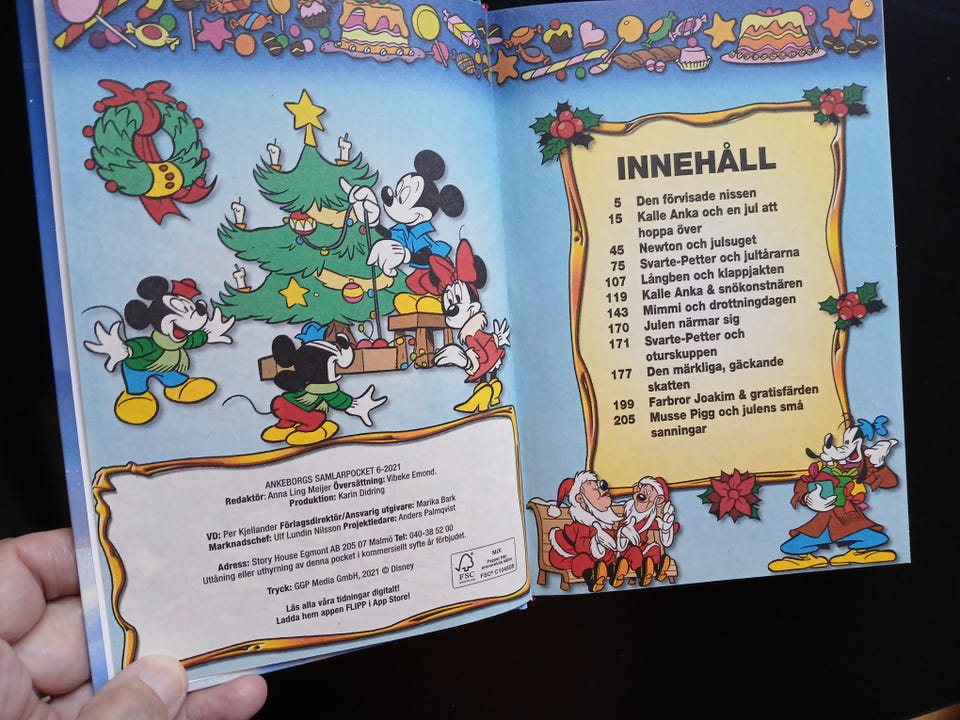 ANKEBORGS SAMLARPOCKET 6-2021
Redaktör: Anna Ling Meijer Översättning: Vibeke Emond.
Produktion: Karin Didring
VD: Per Kjellander Förlagsdirektör/Ansvarig utgivare: Marika Bark
Marknadschef: Ulf Lundin Nilsson Projektledare: Anders Palmqvist
Adress: Story House Egmont AB 205 07 Malmö Tel: 040-38 52 00
Utlåning eller uthyrning av denna pocket i kommersiellt syfte är förbjudet.
Tryck: GGP Media GmbH, 2021 © Disney
Läs alla våra tidningar digitalt!
Ladda hem appen FLIPP i App Store!
FSC
MIX
FSC® C104608
INNEHÅLL
5 Den förvisade nissen
15 Kalle Anka och en jul att
hoppa över
45 Newton och julsuget
75 Svarte-Petter och jultårarna
107 Långben och klappjakten
119 Kalle Anka & snökonstnären
143 Mimmi och drottningdagen
170 Julen närmar sig
171 Svarte-Petter och
oturskuppen
177 Den märkliga, gäckande
skatten
199 Farbror Joakim & gratisfärden
205 Musse Pigg och julens små
sanningar